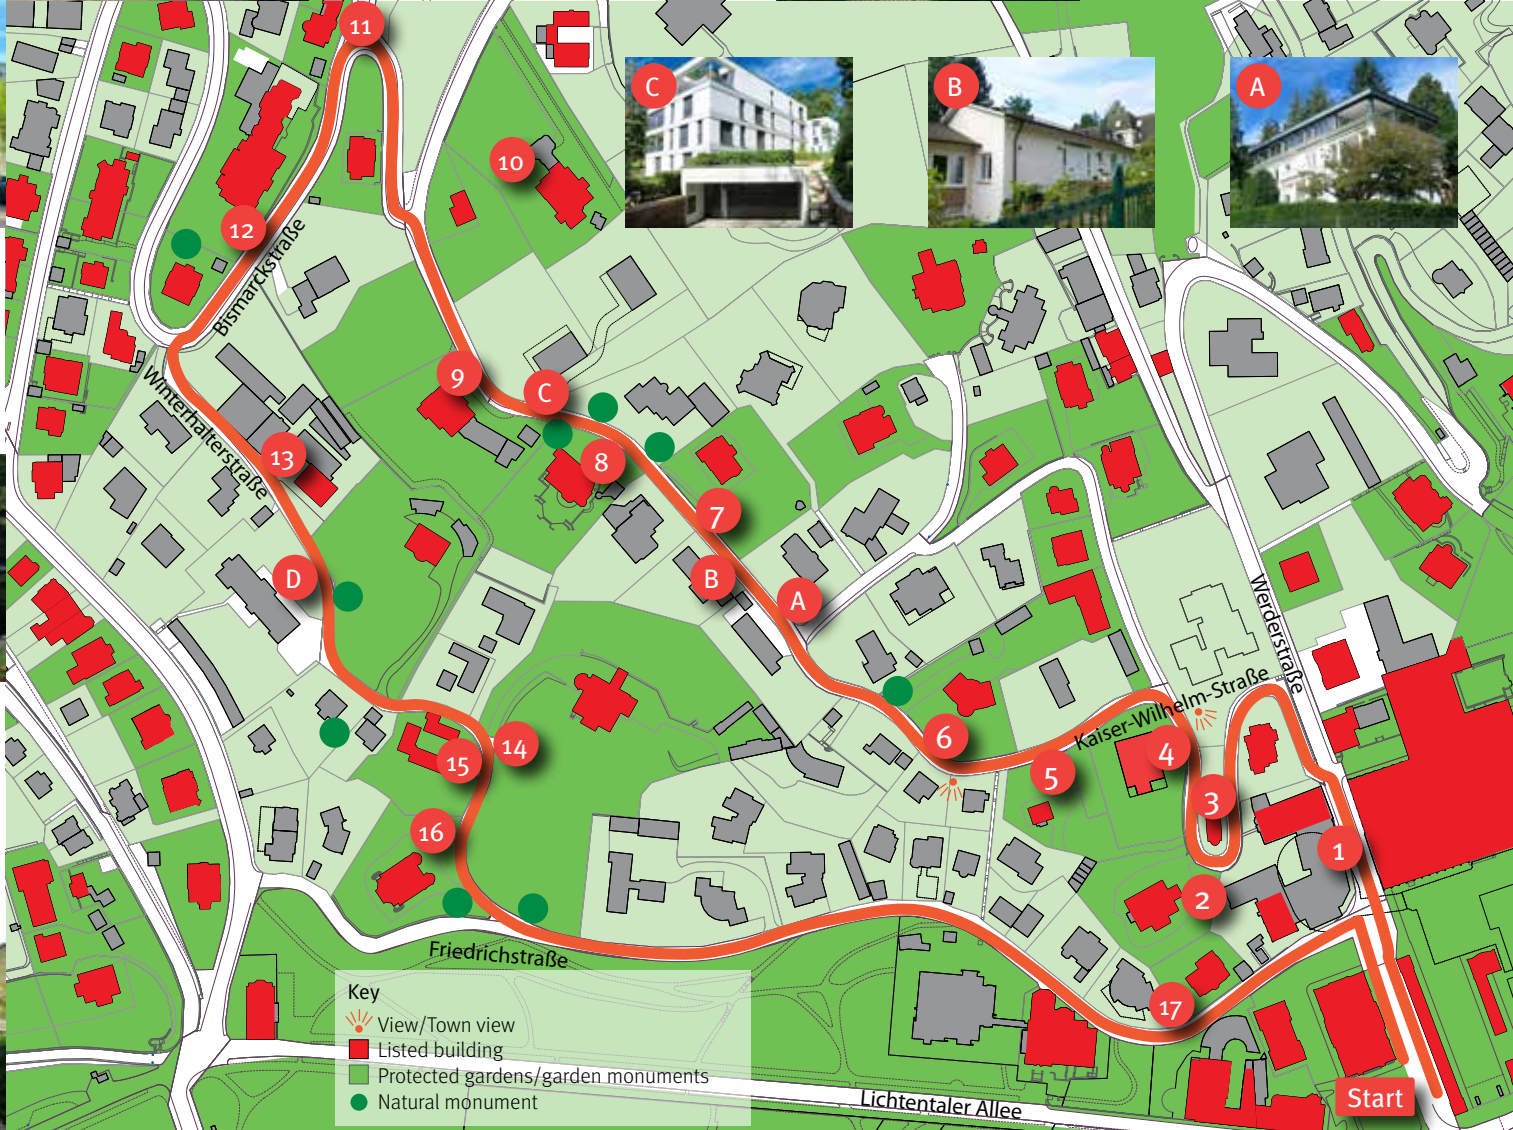 11
C
B
A
10
12
Bismarckstraße
9
C
Winterhalterstraße
13
8
7
D
B
A
Werderstraße
Kaiser-Wilhelm-Straße
14
15
6
5
4
3
16
1
2
Friedrichstraße
17
Key
View/Town view
Listed building
Protected gardens/garden monuments
Natural monument
Lichtentaler Allee
Start